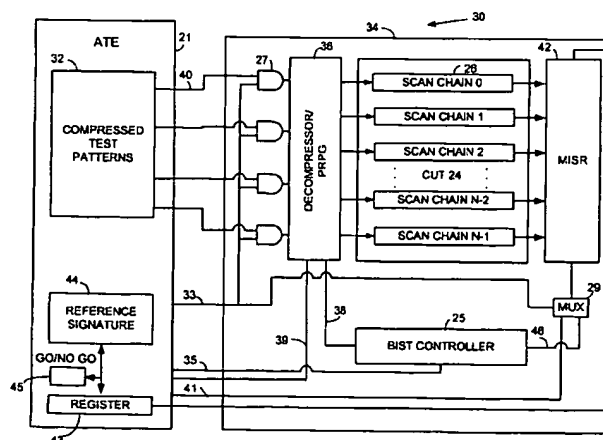 30
34
ATE
21
32
40
27
36
42
COMPRESSED
TEST
PATTERNS
DECOMPRESSOR/
PRPG
26
SCAN CHAIN 0
SCAN CHAIN 1
SCAN CHAIN 2
CUT 24
SCAN CHAIN N-2
SCAN CHAIN N-1
MISR
44
33
REFERENCE
SIGNATURE
MUX
29
39
38
25
BIST CONTROLLER
46
GO/NO GO
45
35
41
REGISTER
43